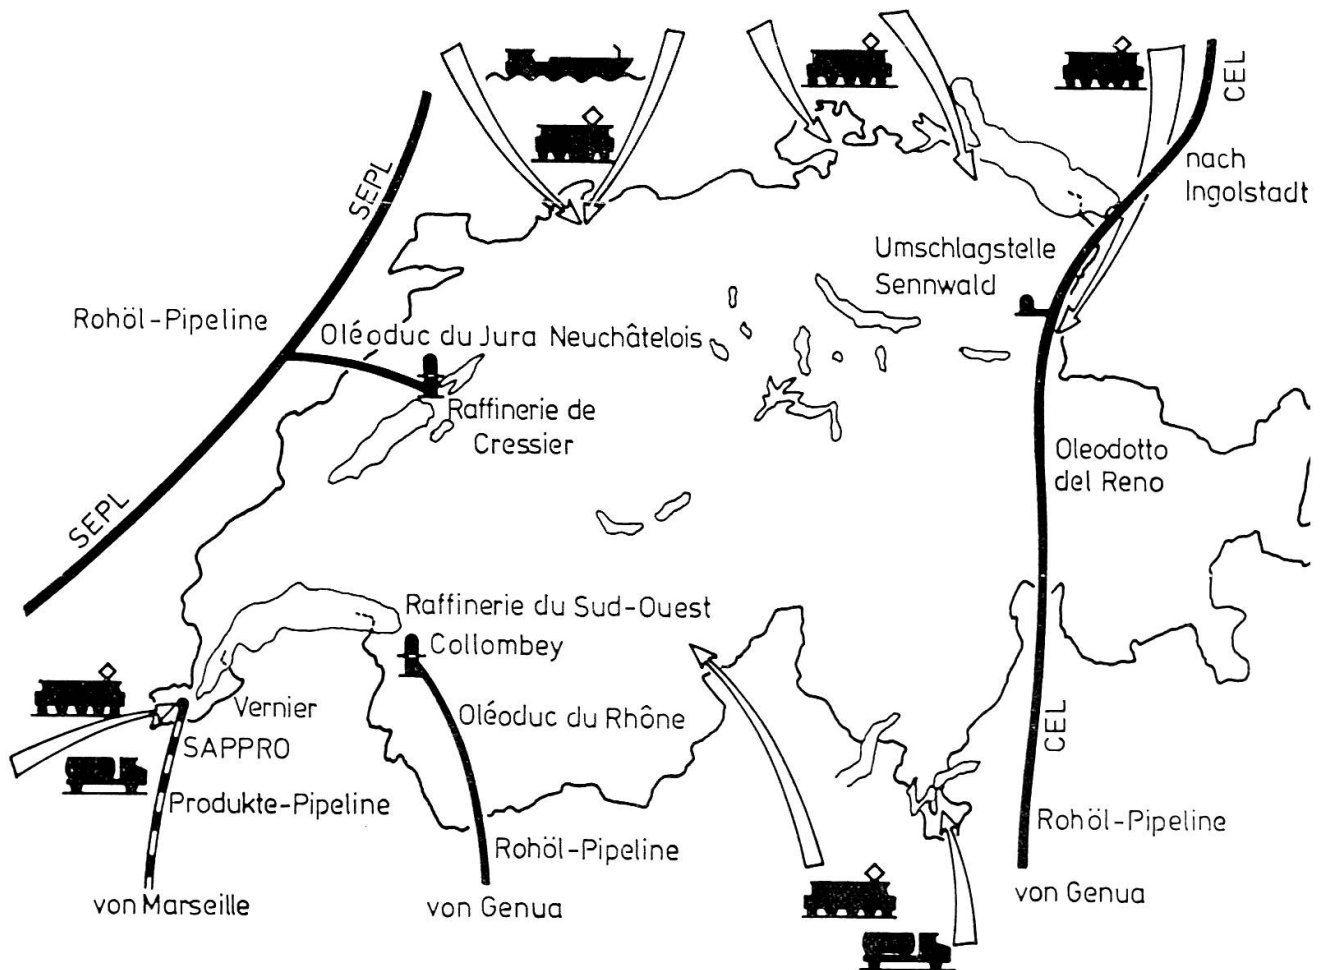 CEL
nach
Ingolstadt
SEPL
Umschlagstelle
Sennwald
Rohöl-Pipeline
Oléoduc du Jura Neuchâtelois
Raffinerie de
Cressier
Oleodotto
del Reno
SEPL
Raffinerie du Sud-Ouest
Collombey
Vernier
SAPPRO
Oléoduc du Rhône
CEL
Produkte-Pipeline
Rohöl-Pipeline
Rohöl-Pipeline
von Marseille
von Genua
von Genua